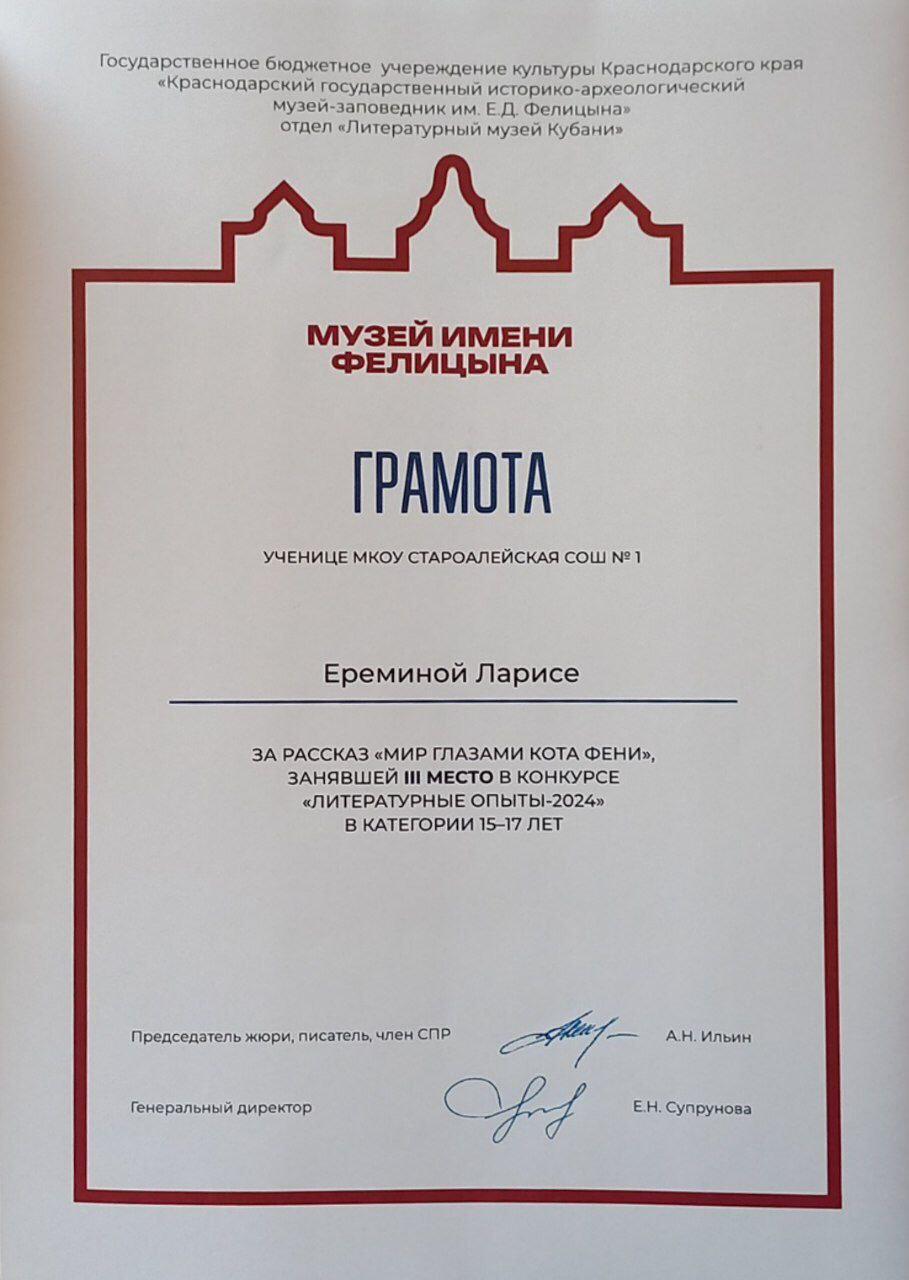 Государственное бюджетное учереждение культуры Краснодарского края
«Краснодарский государственный историко-археологический
музей-заповедник им. Е.Д. Фелицына»
отдел «Литературный музей Кубани»
МУЗЕЙ ИМЕНИ
ФЕЛИЦЫНА
ГРАМОТА
УЧЕНИЦЕ МКОУ СТАРОАЛЕЙСКАЯ СОШ № 1
Ереминой Ларисе
ЗА РАССКАЗ «МИР ГЛАЗАМИ КОТА ФЕНИ»,
ЗАНЯВШЕЙ III МЕСТО В КОНКУРСЕ
«ЛИТЕРАТУРНЫЕ ОПЫТЫ-2024»
В КАТЕГОРИИ 15–17 ЛЕТ
Председатель жюри, писатель, член СПР А.Н. Ильин
Генеральный директор Е.Н. Супрунова